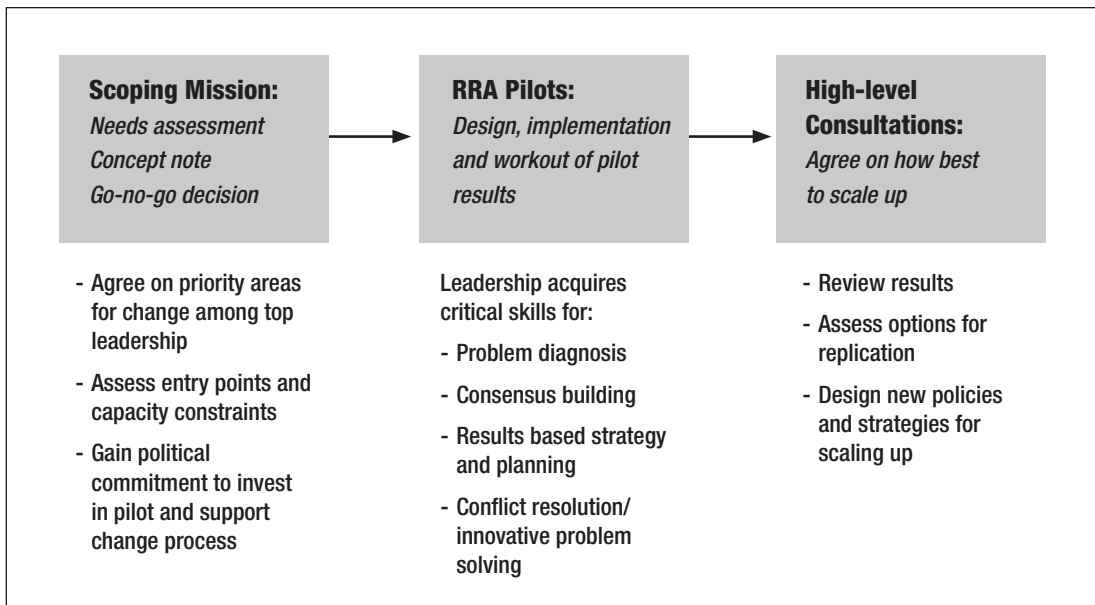 Scoping Mission:
Needs assessment
Concept note
Go-no-go decision
- Agree on priority areas
for change among top
leadership
- Assess entry points and
capacity constraints
- Gain political
commitment to invest
in pilot and support
change process
RRA Pilots:
Design, implementation
and workout of pilot
results
Leadership acquires
critical skills for:
- Problem diagnosis
- Consensus building
- Results based strategy
and planning
- Conflict resolution/
innovative problem
solving
High-level
Consultations:
Agree on how best
to scale up
- Review results
- Assess options for
replication
- Design new policies
and strategies for
scaling up